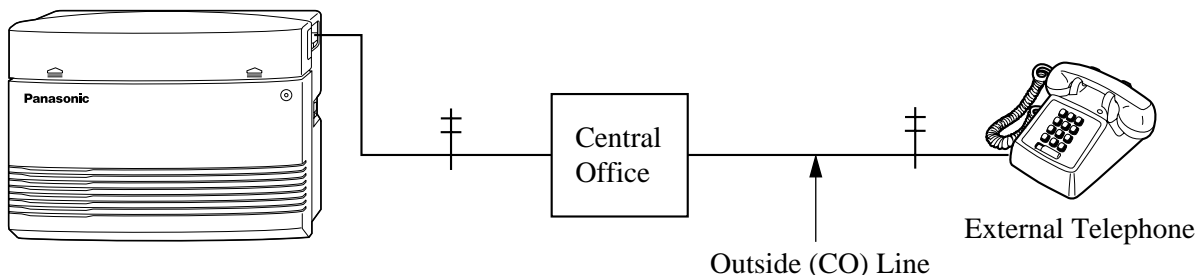 Panasonic
Central
Office
External Telephone
Outside (CO) Line